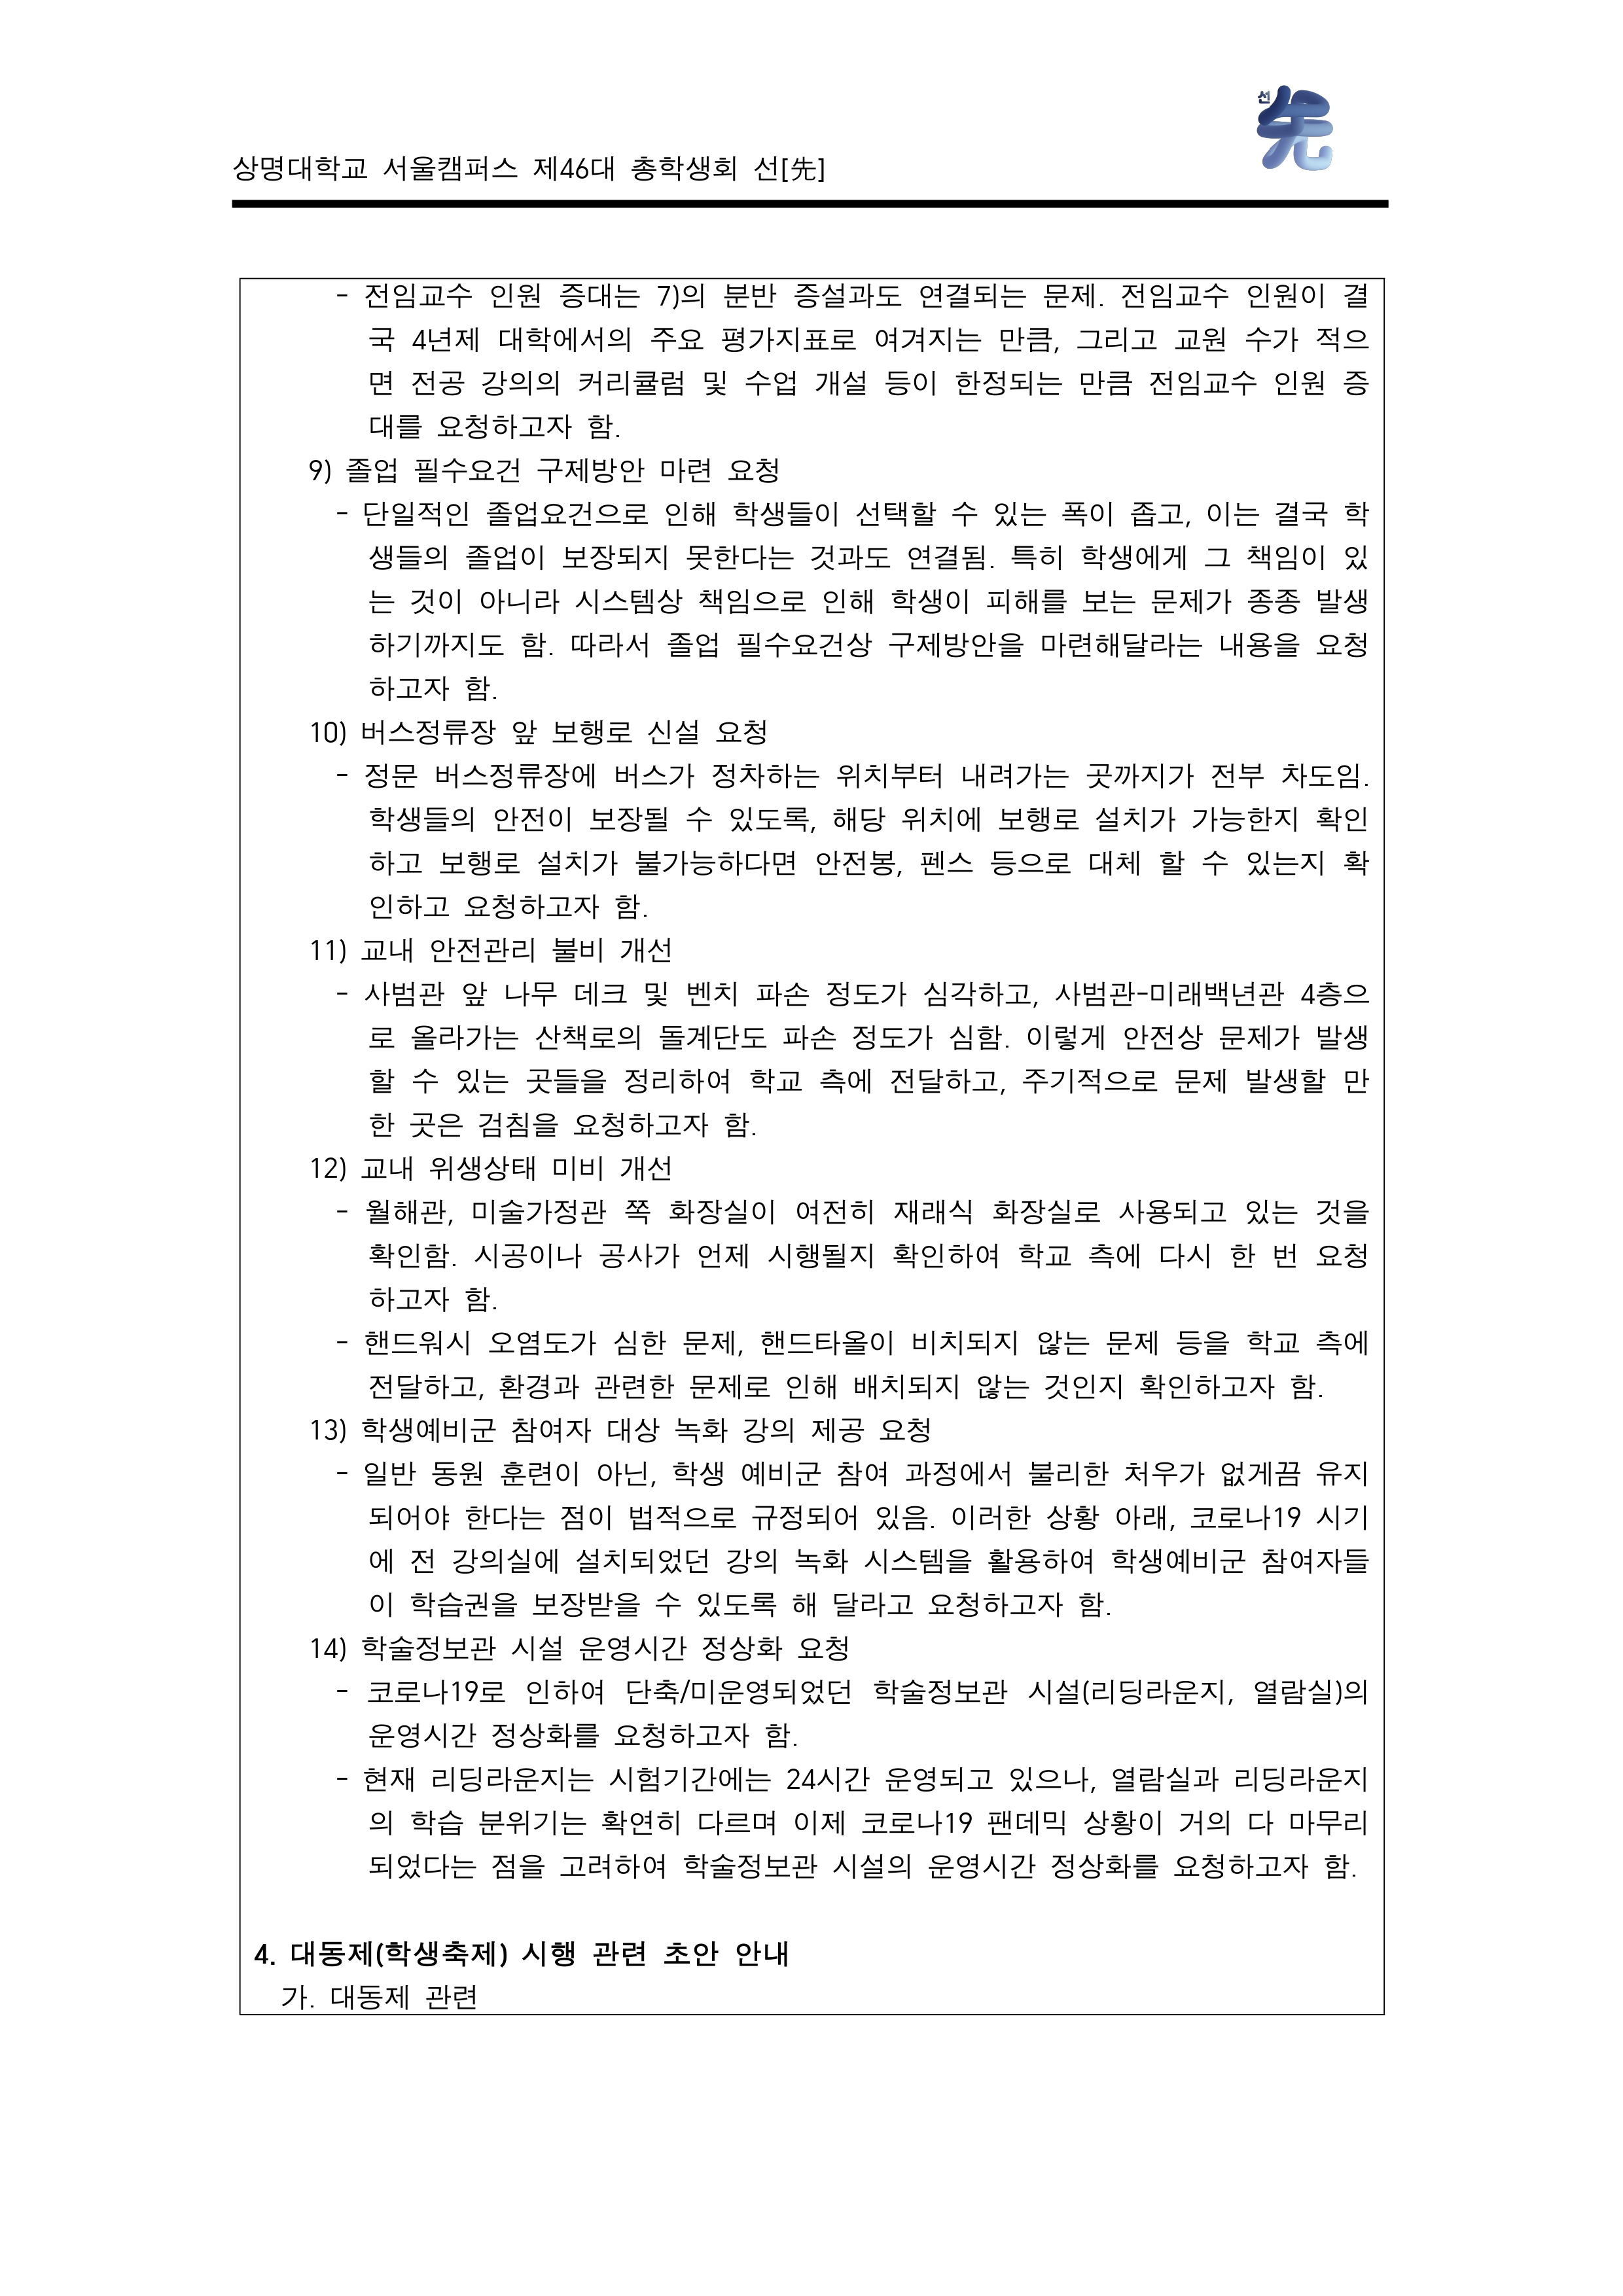 상명대학교 서울캠퍼스 제46대 총학생회 선[先]
선
先
- 전임교수 인원 증대는 7)의 분반 증설과도 연결되는 문제. 전임교수 인원이 결
국 4년제 대학에서의 주요 평가지표로 여겨지는 만큼, 그리고 교원 수가 적으
면 전공 강의의 커리큘럼 및 수업 개설 등이 한정되는 만큼 전임교수 인원 증
대를 요청하고자 함.
9) 졸업 필수요건 구제방안 마련 요청
- 단일적인 졸업요건으로 인해 학생들이 선택할 수 있는 폭이 좁고, 이는 결국 학
생들의 졸업이 보장되지 못한다는 것과도 연결됨. 특히 학생에게 그 책임이 있
는 것이 아니라 시스템상 책임으로 인해 학생이 피해를 보는 문제가 종종 발생
하기까지도 함. 따라서 졸업 필수요건상 구제방안을 마련해달라는 내용을 요청
하고자 함.
10) 버스정류장 앞 보행로 신설 요청
- 정문 버스정류장에 버스가 정차하는 위치부터 내려가는 곳까지가 전부 차도임.
학생들의 안전이 보장될 수 있도록, 해당 위치에 보행로 설치가 가능한지 확인
하고 보행로 설치가 불가능하다면 안전봉, 펜스 등으로 대체 할 수 있는지 확
인하고 요청하고자 함.
11) 교내 안전관리 불비 개선
- 사범관 앞 나무 데크 및 벤치 파손 정도가 심각하고, 사범관-미래백년관 4층으
로 올라가는 산책로의 돌계단도 파손 정도가 심함. 이렇게 안전상 문제가 발생
할 수 있는 곳들을 정리하여 학교 측에 전달하고, 주기적으로 문제 발생할 만
한 곳은 검침을 요청하고자 함.
12) 교내 위생상태 미비 개선
- 월해관, 미술가정관 쪽 화장실이 여전히 재래식 화장실로 사용되고 있는 것을
확인함. 시공이나 공사가 언제 시행될지 확인하여 학교 측에 다시 한 번 요청
하고자 함.
- 핸드워시 오염도가 심한 문제, 핸드타올이 비치되지 않는 문제 등을 학교 측에
전달하고, 환경과 관련한 문제로 인해 배치되지 않는 것인지 확인하고자 함.
13) 학생예비군 참여자 대상 녹화 강의 제공 요청
- 일반 동원 훈련이 아닌, 학생 예비군 참여 과정에서 불리한 처우가 없게끔 유지
되어야 한다는 점이 법적으로 규정되어 있음. 이러한 상황 아래, 코로나19 시기
에 전 강의실에 설치되었던 강의 녹화 시스템을 활용하여 학생예비군 참여자들
이 학습권을 보장받을 수 있도록 해 달라고 요청하고자 함.
14) 학술정보관 시설 운영시간 정상화 요청
- 코로나19로 인하여 단축/미운영되었던 학술정보관 시설(리딩라운지, 열람실)의
운영시간 정상화를 요청하고자 함.
- 현재 리딩라운지는 시험기간에는 24시간 운영되고 있으나, 열람실과 리딩라운지
의 학습 분위기는 확연히 다르며 이제 코로나19 팬데믹 상황이 거의 다 마무리
되었다는 점을 고려하여 학술정보관 시설의 운영시간 정상화를 요청하고자 함.
4. 대동제(학생축제) 시행 관련 초안 안내
가. 대동제 관련